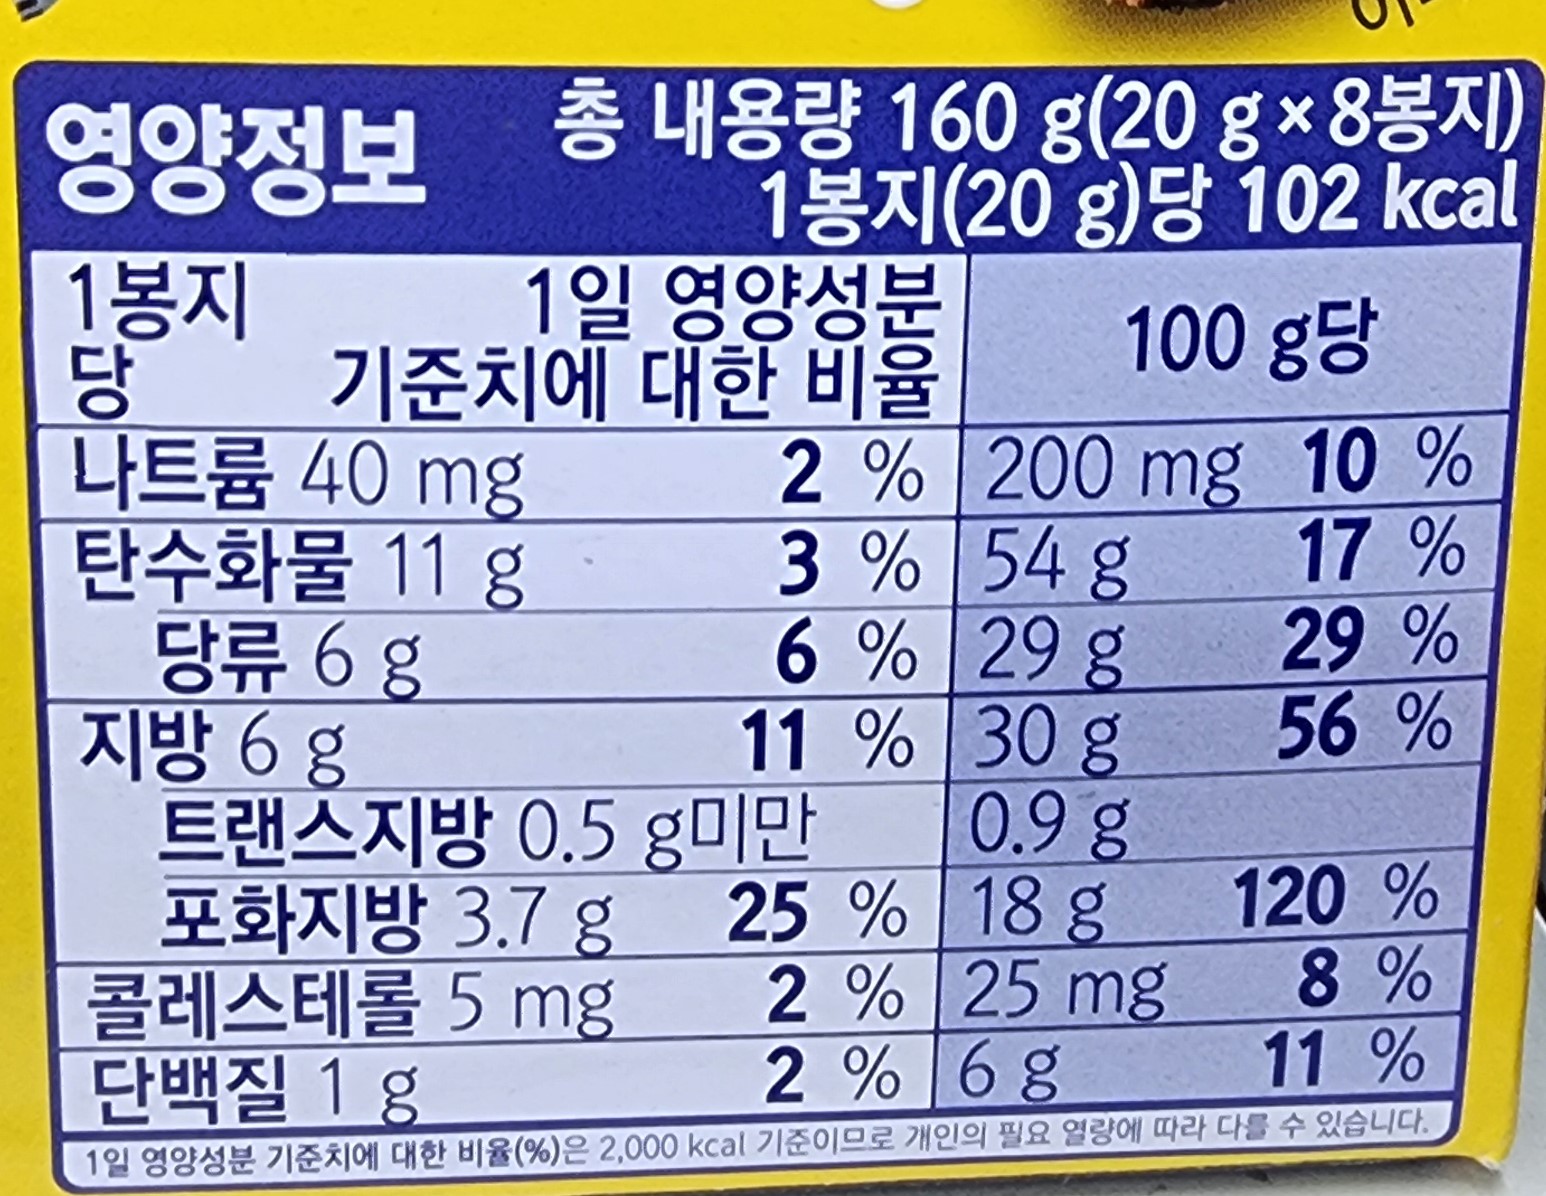 영양정보
총 내용량 160 g(20 g×8봉지)
1봉지(20 g)당 102 kcal
1봉지당 1일 영양성분 기준치에 대한 비율 100 g당
나트륨 40 mg 2 % 200 mg 10 %
탄수화물 11 g 3 % 54 g 17 %
당류 6 g 6 % 29 g 29 %
지방 6 g 11 % 30 g 56 %
트랜스지방 0.5 g미만 0.9 g
포화지방 3.7 g 25 % 18 g 120 %
콜레스테롤 5 mg 2 % 25 mg 8 %
단백질 1 g 2 % 6 g 11 %
1일 영양성분 기준치에 대한 비율(%)은 2,000 kcal 기준이므로 개인의 필요 열량에 따라 다를 수 있습니다.